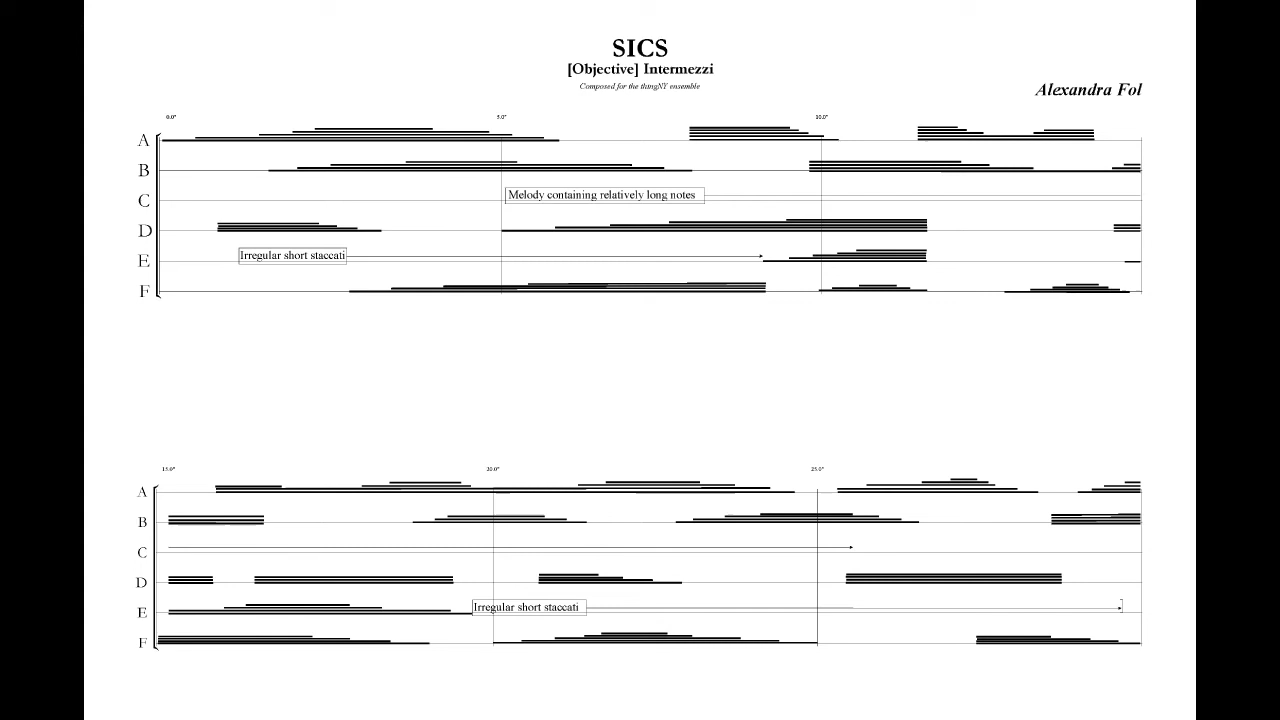 SICS
[Objective] Intermezzi
Composed for the thingNY ensemble
Alexandra Fol
0.0" 5.0" 10.0"
A
B
C Melody containing relatively long notes
D
E Irregular short staccati
F
15.0" 20.0" 25.0"
A
B
C
D
E Irregular short staccati
F